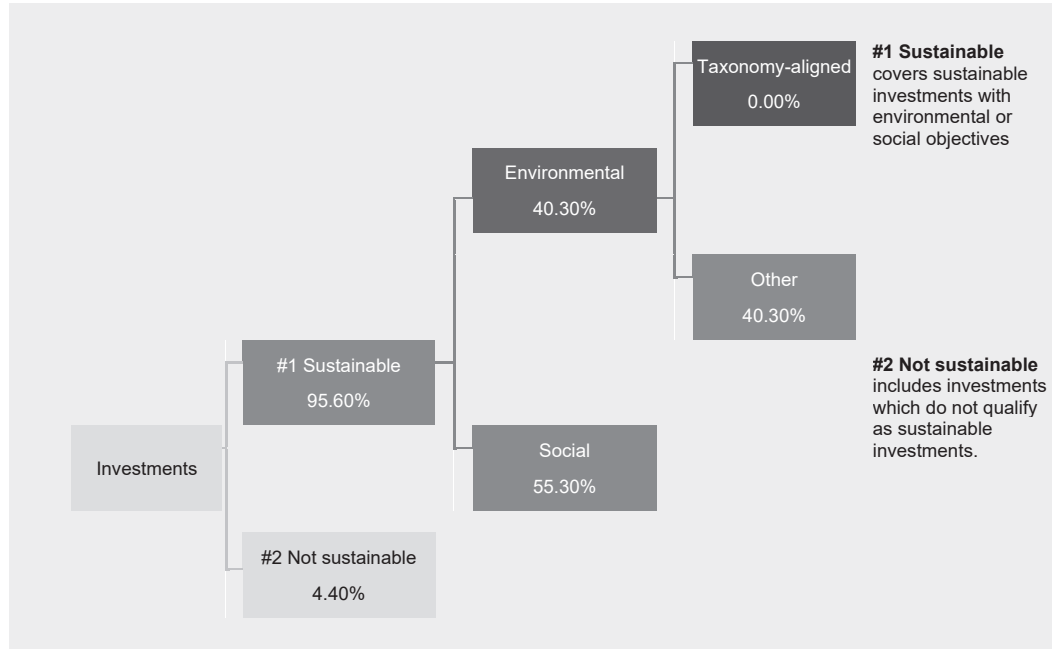 Taxonomy-aligned
0.00%
#1 Sustainable
covers sustainable
investments with
environmental or
social objectives
Environmental
40.30%
Other
40.30%
#1 Sustainable
95.60%
#2 Not sustainable
includes investments
which do not qualify
as sustainable
investments.
Investments
Social
55.30%
#2 Not sustainable
4.40%